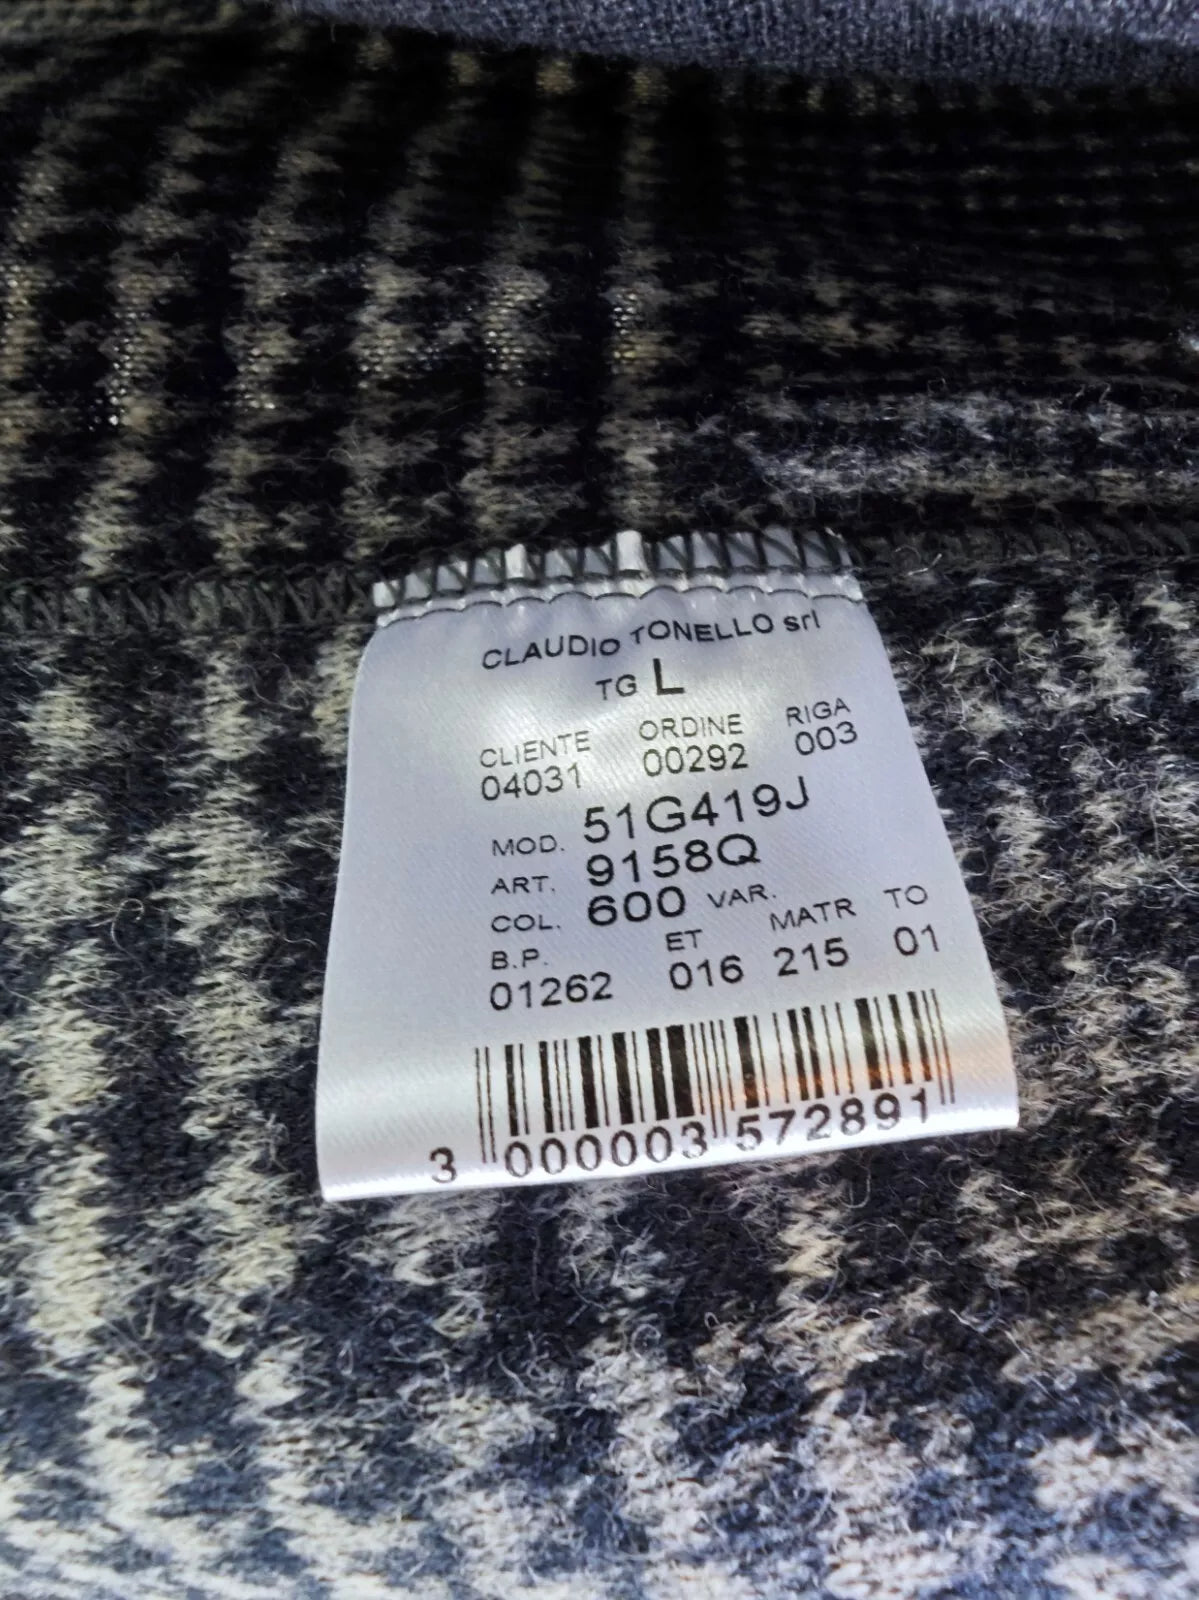 CLAUDIO TONELLO srl
TG L
CLIENTE ORDINE RIGA
04031 00292 003
MOD. 51G419J
ART. 9158Q
COL. 600 VAR.
B.P. ET MATR TO
01262 016 215 01
3 000003 572891